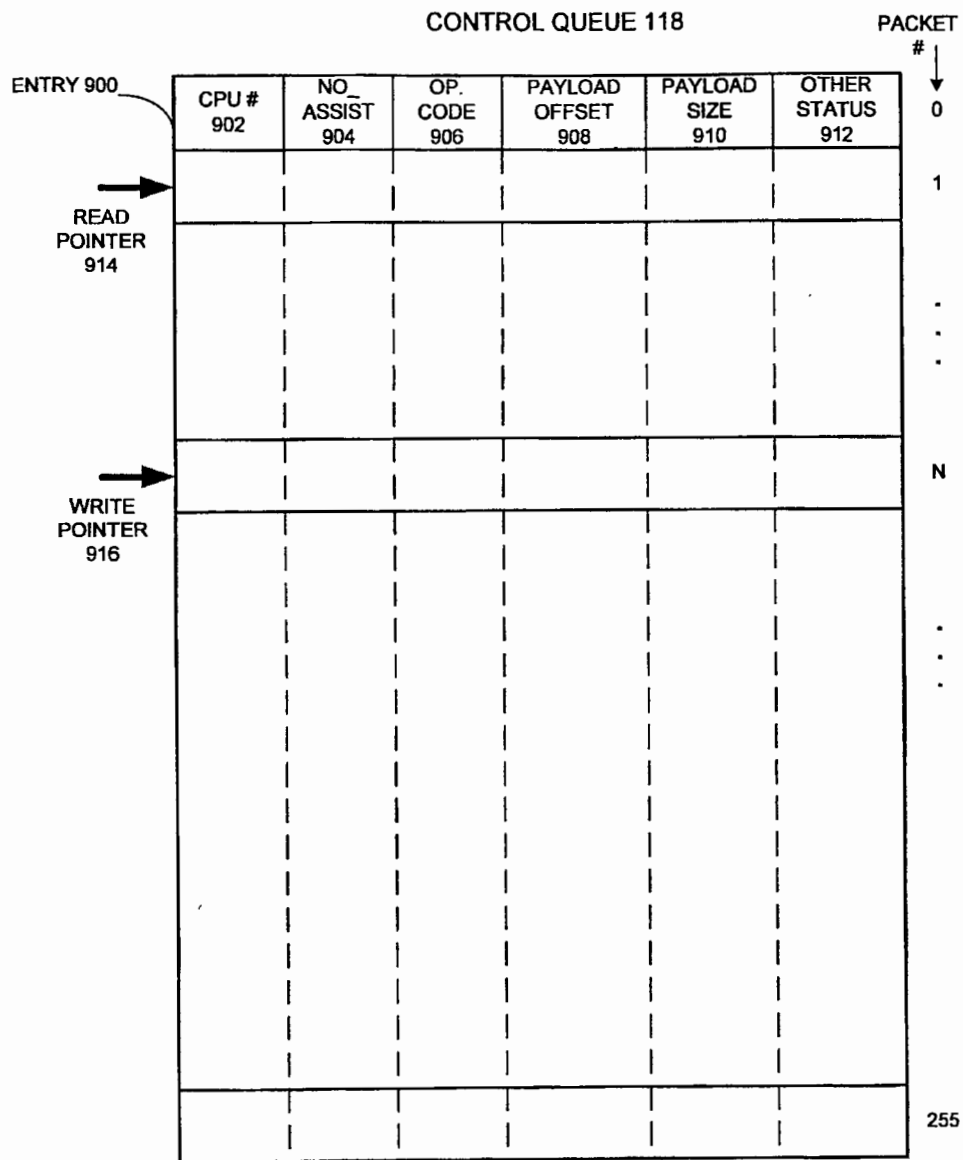 CONTROL QUEUE 118
PACKET
#
ENTRY 900
CPU #
902
NO_
ASSIST
904
OP.
CODE
906
PAYLOAD
OFFSET
908
PAYLOAD
SIZE
910
OTHER
STATUS
912
0
1
READ
POINTER
914
.
.
.
N
WRITE
POINTER
916
.
.
.
255